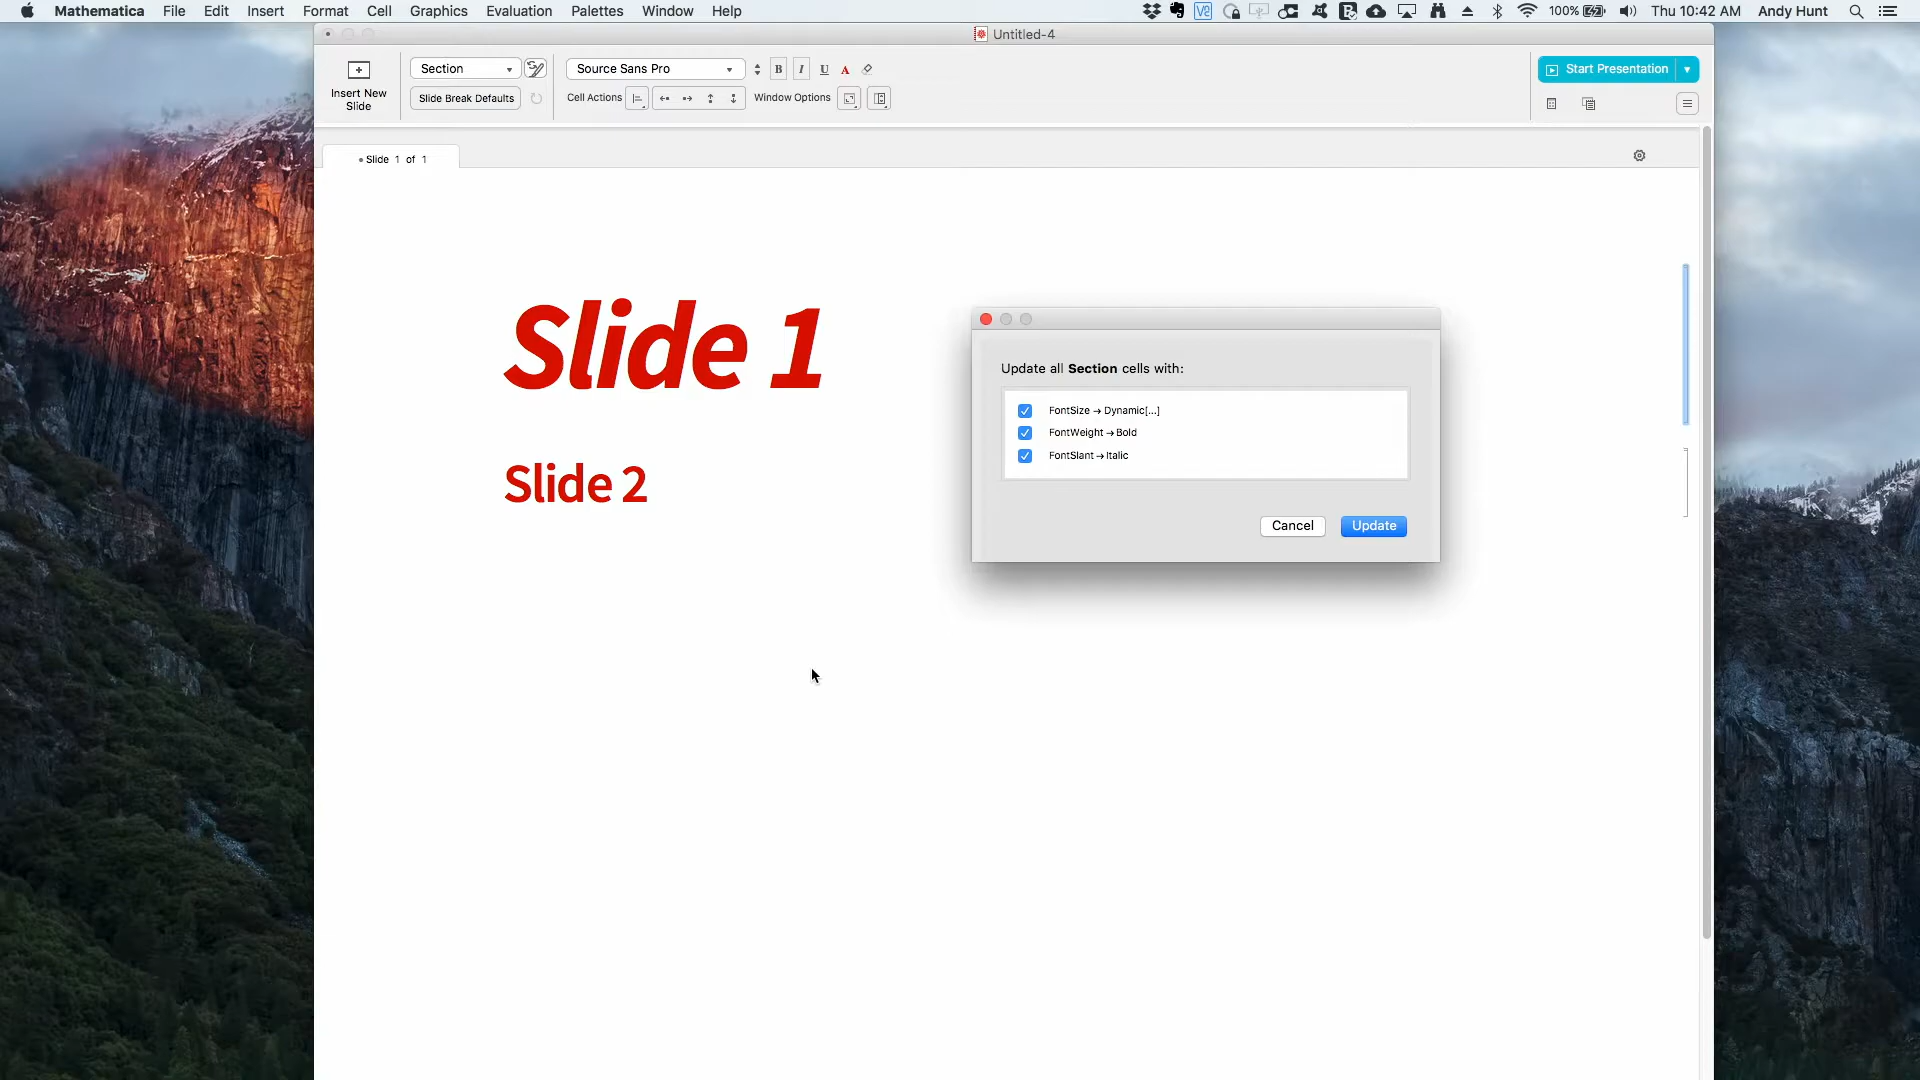 Mathematica File Edit Insert Format Cell Graphics Evaluation Palettes Window Help 100% Thu 10:42 AM Andy Hunt
Untitled-4
Insert New Slide
Section
Slide Break Defaults
Source Sans Pro
B I U A
Cell Actions
Window Options
Start Presentation
Slide 1 of 1
Slide 1
Slide 2
Update all Section cells with:
FontSize → Dynamic[...]
FontWeight → Bold
FontSlant → Italic
Cancel Update